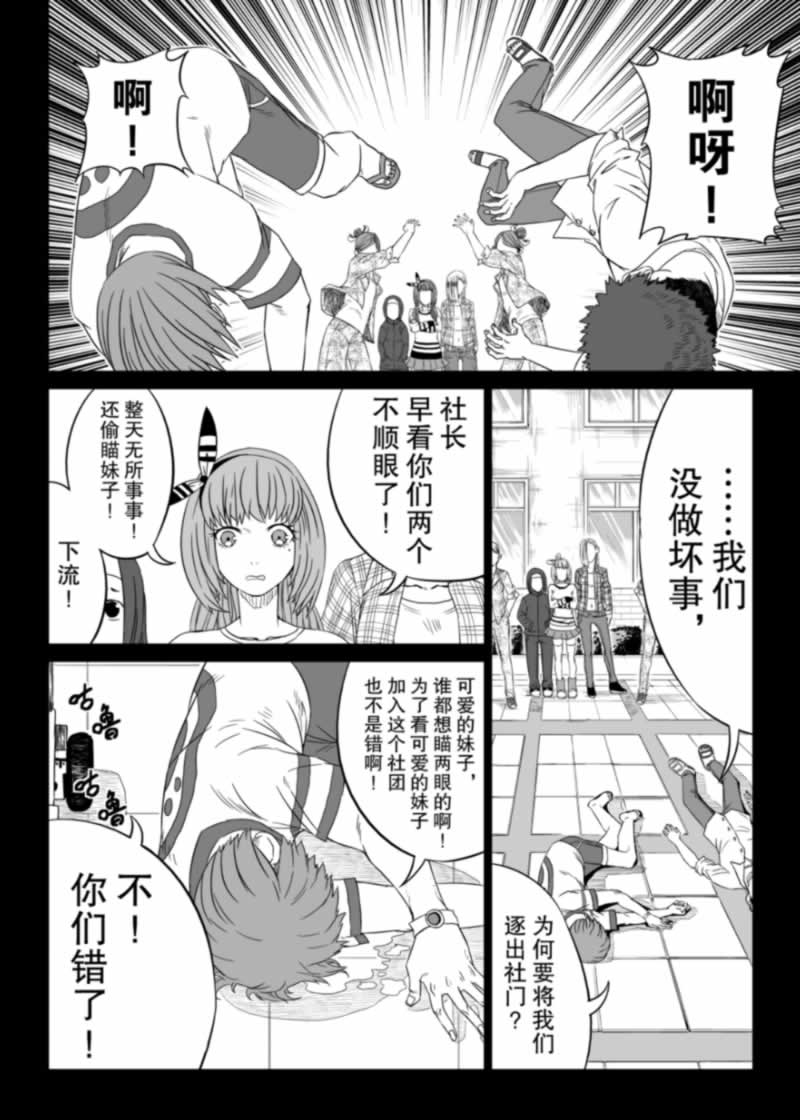 啊呀！
啊！
……我们
没做坏事，
为何要将我们
逐出社门？
社长
早看你们两个
不顺眼了！
整天无所事事！
还偷瞄妹子！
下流！
可爱的妹子，
谁都想瞄两眼的啊！
为了看可爱的妹子
加入这个社团
也不是错啊！
咕噜
咕噜
不！
你们错了！